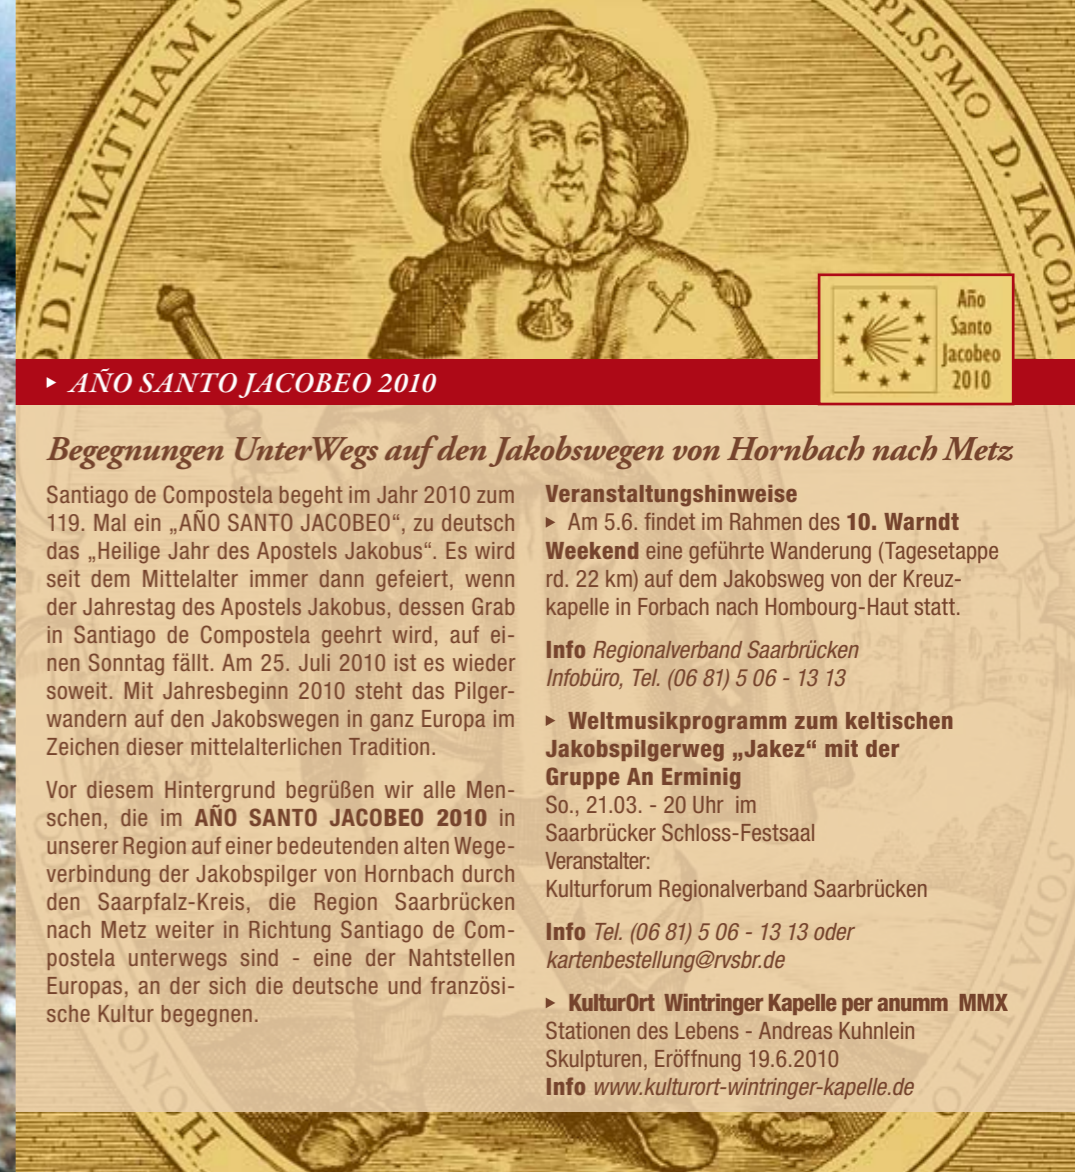 D. D. I. MATHAM S
PLSSMO D. IACOBI
Año
Santo
Jacobeo
2010
▸ AÑO SANTO JACOBEO 2010
Begegnungen UnterWegs auf den Jakobswegen von Hornbach nach Metz
Santiago de Compostela begeht im Jahr 2010 zum
119. Mal ein „AÑO SANTO JACOBEO“, zu deutsch
das „Heilige Jahr des Apostels Jakobus“. Es wird
seit dem Mittelalter immer dann gefeiert, wenn
der Jahrestag des Apostels Jakobus, dessen Grab
in Santiago de Compostela geehrt wird, auf ei-
nen Sonntag fällt. Am 25. Juli 2010 ist es wieder
soweit. Mit Jahresbeginn 2010 steht das Pilger-
wandern auf den Jakobswegen in ganz Europa im
Zeichen dieser mittelalterlichen Tradition.
Vor diesem Hintergrund begrüßen wir alle Men-
schen, die im AÑO SANTO JACOBEO 2010 in
unserer Region auf einer bedeutenden alten Wege-
verbindung der Jakobspilger von Hornbach durch
den Saarpfalz-Kreis, die Region Saarbrücken
nach Metz weiter in Richtung Santiago de Com-
postela unterwegs sind - eine der Nahtstellen
Europas, an der sich die deutsche und französi-
sche Kultur begegnen.
Veranstaltungshinweise
▸ Am 5.6. findet im Rahmen des 10. Warndt
Weekend eine geführte Wanderung (Tagesetappe
rd. 22 km) auf dem Jakobsweg von der Kreuz-
kapelle in Forbach nach Hombourg-Haut statt.
Info Regionalverband Saarbrücken
Infobüro, Tel. (06 81) 5 06 - 13 13
▸ Weltmusikprogramm zum keltischen
Jakobspilgerweg „Jakez“ mit der
Gruppe An Erminig
So., 21.03. - 20 Uhr im
Saarbrücker Schloss-Festsaal
Veranstalter:
Kulturforum Regionalverband Saarbrücken
Info Tel. (06 81) 5 06 - 13 13 oder
kartenbestellung@rvsbr.de
▸ KulturOrt Wintringer Kapelle per anumm MMX
Stationen des Lebens - Andreas Kuhnlein
Skulpturen, Eröffnung 19.6.2010
Info www.kulturort-wintringer-kapelle.de